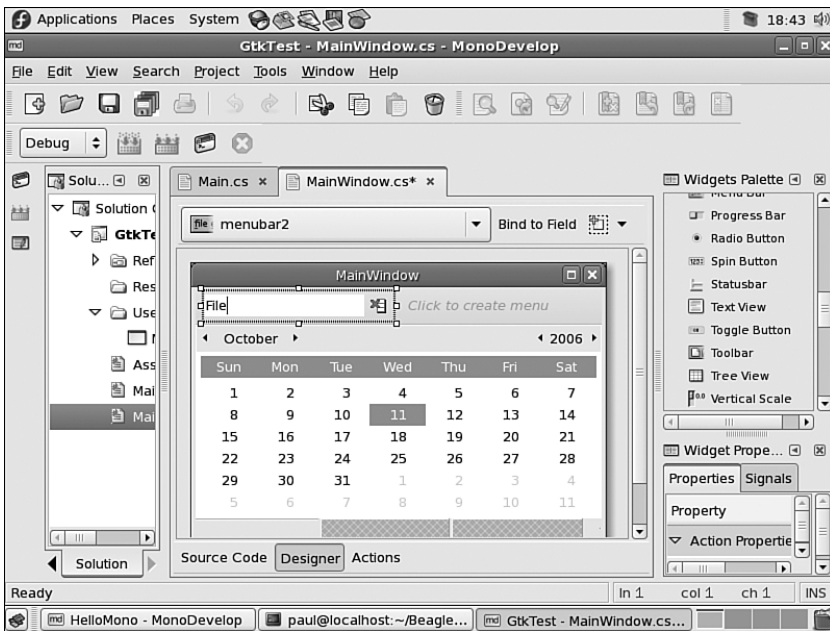 Applications Places System 18:43
GtkTest - MainWindow.cs - MonoDevelop
File Edit View Search Project Tools Window Help
Debug
Solu...
Main.cs × MainWindow.cs* ×
Widgets Palette
Solution
GtkTe
Ref
Res
Use
Ass
Mai
Mai
file menubar2 Bind to Field
MainWindow
File Click to create menu
October 2006
Sun Mon Tue Wed Thu Fri Sat
1 2 3 4 5 6 7
8 9 10 11 12 13 14
15 16 17 18 19 20 21
22 23 24 25 26 27 28
29 30 31 1 2 3 4
5 6 7 8 9 10 11
Menu Bar
Progress Bar
Radio Button
Spin Button
Statusbar
Text View
Toggle Button
Toolbar
Tree View
Vertical Scale
Widget Prope...
Properties Signals
Property
Action Propertie
Solution
Source Code Designer Actions
Ready ln 1 col 1 ch 1 INS
HelloMono - MonoDevelop paul@localhost:~/Beagle... GtkTest - MainWindow.cs...